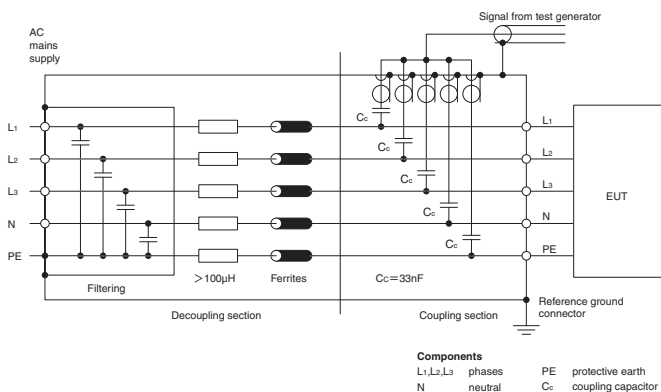 Signal from test generator
AC
mains
supply
Cc
Cc
Cc
Cc
Cc
L1
L2
L3
N
PE
L1
L2
L3
N
PE
EUT
Filtering
>100μH
Ferrites
Cc=33nF
Decoupling section
Coupling section
Reference ground
connector
Components
L1,L2,L3 phases PE protective earth
N neutral Cc coupling capacitor